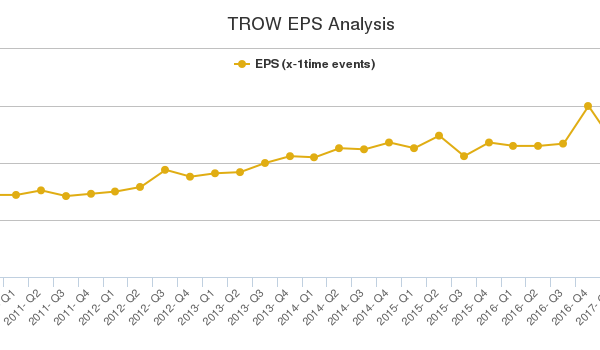 TROW EPS Analysis
EPS (x-1time events)
Q1
2011- Q2
2011- Q3
2011- Q4
2012- Q1
2012- Q2
2012- Q3
2012- Q4
2013- Q1
2013- Q2
2013- Q3
2013- Q4
2014- Q1
2014- Q2
2014- Q3
2014- Q4
2015- Q1
2015- Q2
2015- Q3
2015- Q4
2016- Q1
2016- Q2
2016- Q3
2016- Q4
2017-